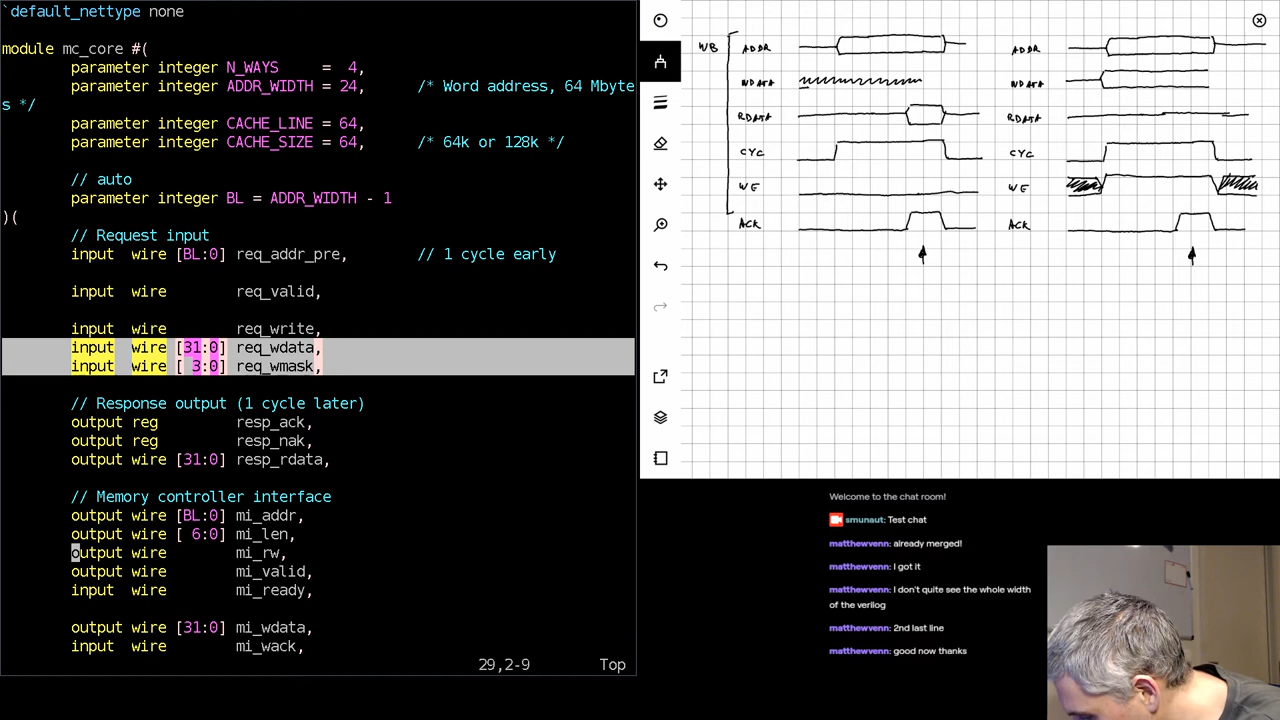 `default_nettype none
module mc_core #(
parameter integer N_WAYS     =  4,
parameter integer ADDR_WIDTH = 24,      /* Word address, 64 Mbyte
s */
parameter integer CACHE_LINE = 64,
parameter integer CACHE_SIZE = 64,      /* 64k or 128k */
// auto
parameter integer BL = ADDR_WIDTH - 1
)(
// Request input
input  wire [BL:0] req_addr_pre,        // 1 cycle early
input  wire        req_valid,
input  wire        req_write,
input  wire [31:0] req_wdata,
input  wire [ 3:0] req_wmask,
// Response output (1 cycle later)
output reg         resp_ack,
output reg         resp_nak,
output wire [31:0] resp_rdata,
// Memory controller interface
output wire [BL:0] mi_addr,
output wire [ 6:0] mi_len,
output wire        mi_rw,
output wire        mi_valid,
input  wire        mi_ready,
output wire [31:0] mi_wdata,
input  wire        mi_wack,
29,2-9 Top
WB
ADDR
WDATA
RDATA
CYC
WE
ACK
ADDR
WDATA
RDATA
CYC
WE
ACK
Welcome to the chat room!
smunaut: Test chat
matthewvenn: already merged!
matthewvenn: I got it
matthewvenn: I don't quite see the whole width
of the verilog
matthewvenn: 2nd last line
matthewvenn: good now thanks